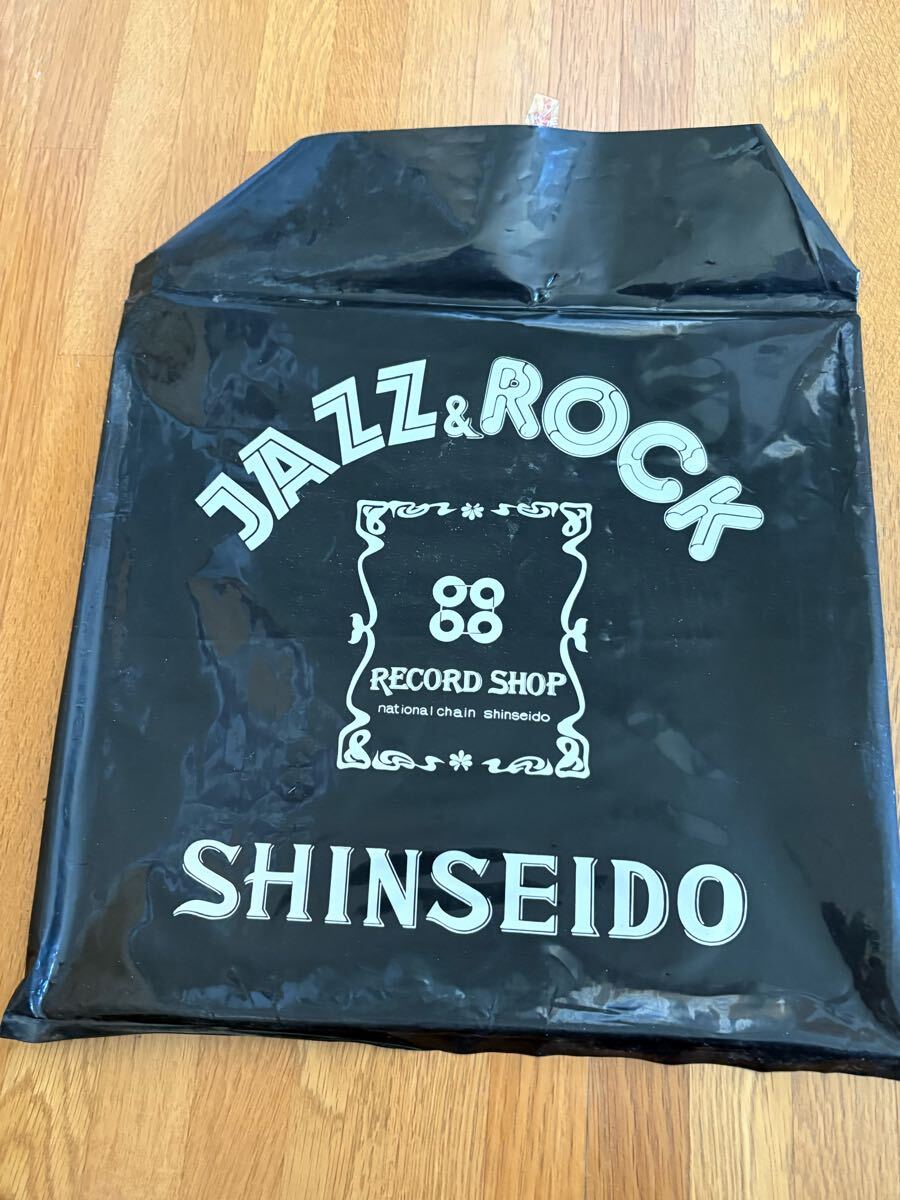 JAZZ & ROCK
RECORD SHOP
national chain shinseido
SHINSEIDO